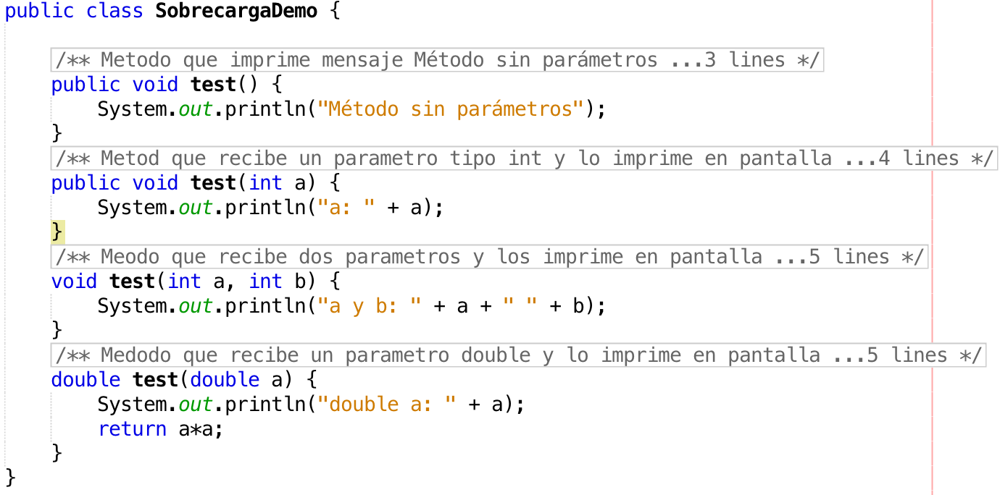 public class SobrecargaDemo {
/** Metodo que imprime mensaje Método sin parámetros ...3 lines */
public void test() {
System.out.println("Método sin parámetros");
}
/** Metod que recibe un parametro tipo int y lo imprime en pantalla ...4 lines */
public void test(int a) {
System.out.println("a: " + a);
}
/** Meodo que recibe dos parametros y los imprime en pantalla ...5 lines */
void test(int a, int b) {
System.out.println("a y b: " + a + " " + b);
}
/** Medodo que recibe un parametro double y lo imprime en pantalla ...5 lines */
double test(double a) {
System.out.println("double a: " + a);
return a*a;
}
}